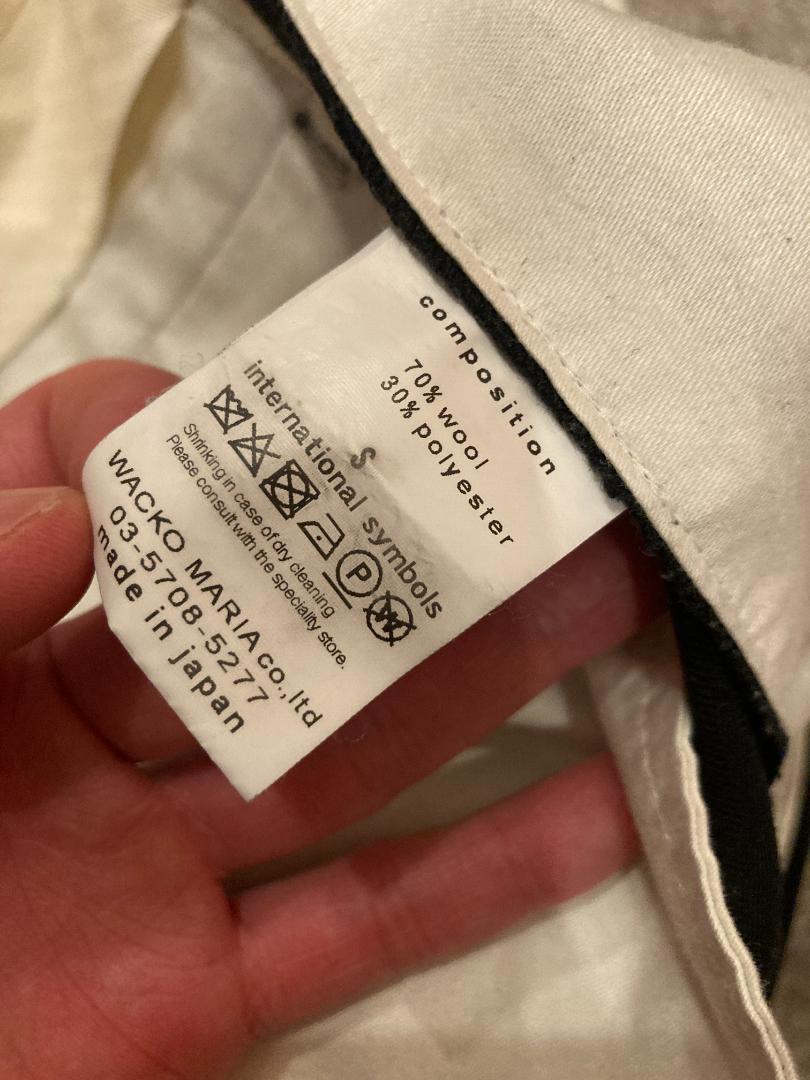 composition
70% wool
30% polyester
S
international symbols
P
W
Shrinking in case of dry cleaning
Please consult with the speciality store.
WACKO MARIA co.,ltd
03-5708-5277
made in japan